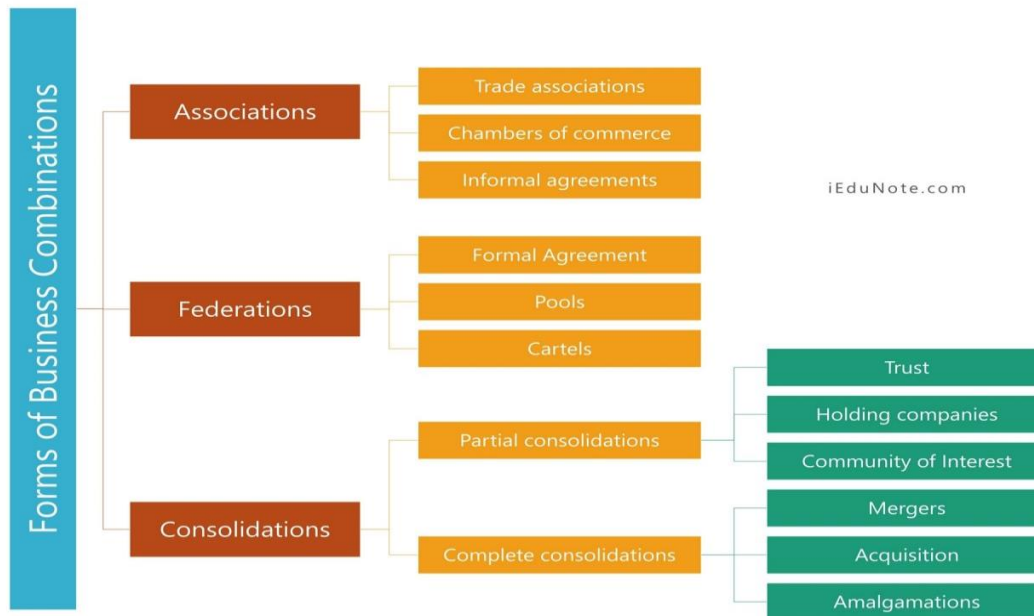 Forms of Business Combinations
Associations
Trade associations
Chambers of commerce
Informal agreements
iEduNote.com
Federations
Formal Agreement
Pools
Cartels
Consolidations
Partial consolidations
Trust
Holding companies
Community of Interest
Complete consolidations
Mergers
Acquisition
Amalgamations